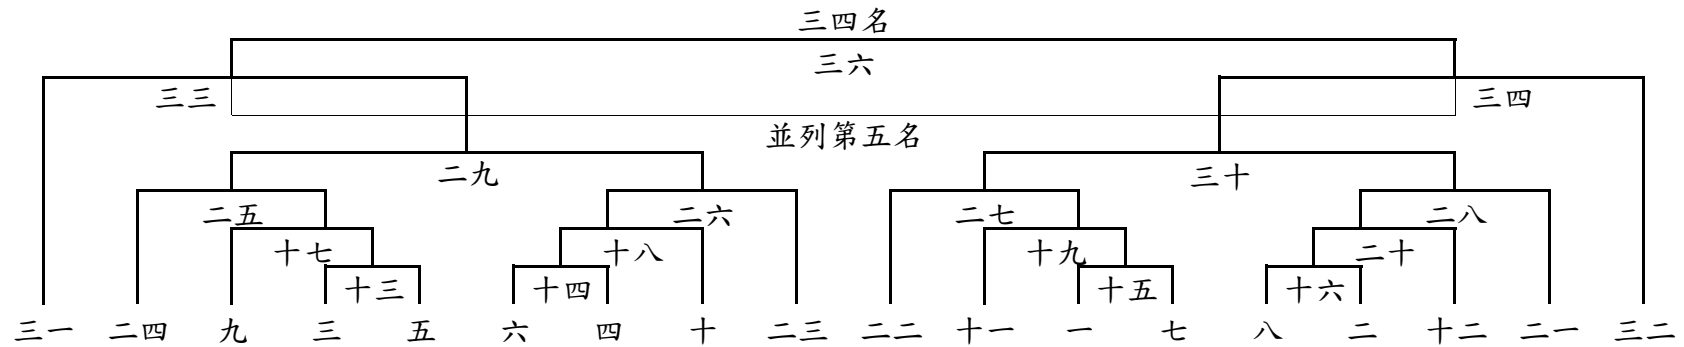 三四名
三六
三三 三四
並列第五名
二九 三十
二五 二六 二七 二八
十七 十八 十九 二十
十三 十四 十五 十六
三一 二四 九 三 五 六 四 十 二三 二二 十一 一 七 八 二 十二 二一 三二